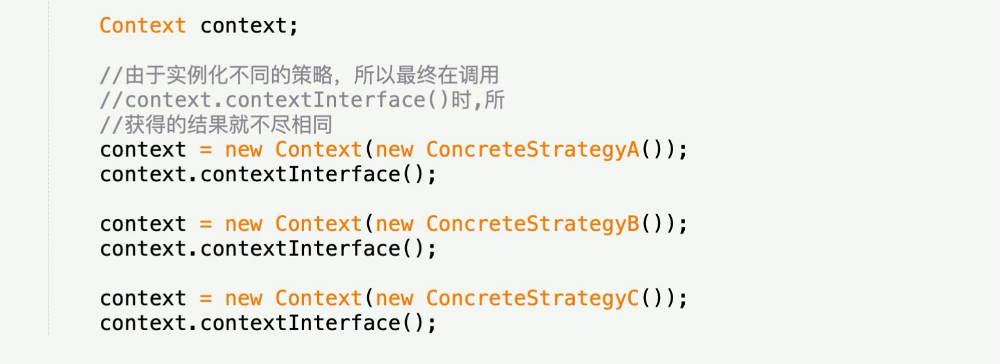 Context context;
//由于实例化不同的策略，所以最终在调用
//context.contextInterface()时,所
//获得的结果就不尽相同
context = new Context(new ConcreteStrategyA());
context.contextInterface();
context = new Context(new ConcreteStrategyB());
context.contextInterface();
context = new Context(new ConcreteStrategyC());
context.contextInterface();